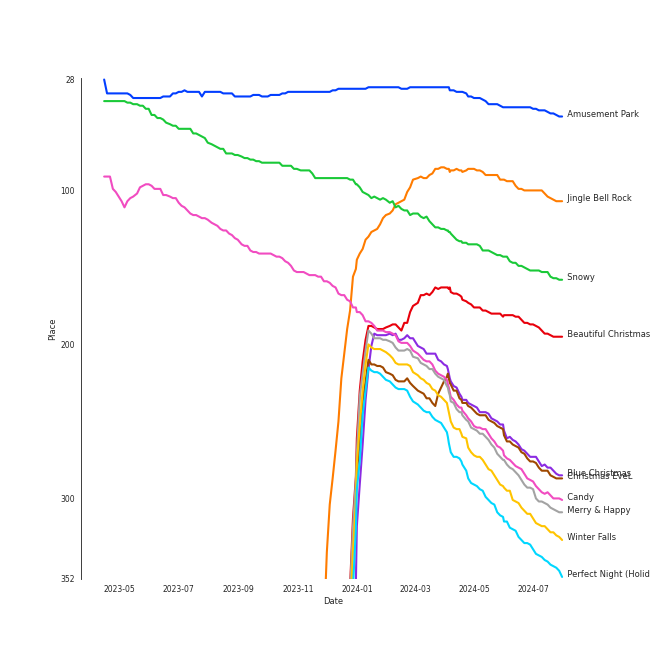 28
Amusement Park
100
Jingle Bell Rock
Snowy
Place
Beautiful Christmas
200
Blue Christmas
Christmas EveL
Candy
300
Merry & Happy
Winter Falls
352
Perfect Night (Holid
2023-05 2023-07 2023-09 2023-11 2024-01 2024-03 2024-05 2024-07
Date